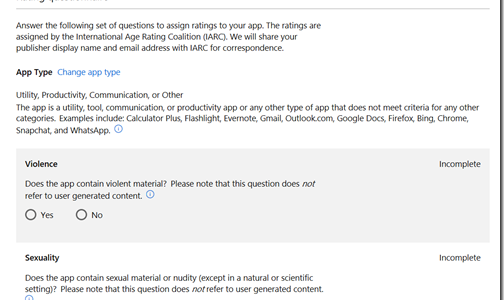 Answer the following set of questions to assign ratings to your app. The ratings are
assigned by the International Age Rating Coalition (IARC). We will share your
publisher display name and email address with IARC for correspondence.
App Type Change app type
Utility, Productivity, Communication, or Other
The app is a utility, tool, communication, or productivity app or any other type of app that does not meet criteria for any other
categories. Examples include: Calculator Plus, Flashlight, Evernote, Gmail, Outlook.com, Google Docs, Firefox, Bing, Chrome,
Snapchat, and WhatsApp.
Violence Incomplete
Does the app contain violent material? Please note that this question does not
refer to user generated content.
Yes No
Sexuality Incomplete
Does the app contain sexual material or nudity (except in a natural or scientific
setting)? Please note that this question does not refer to user generated content.